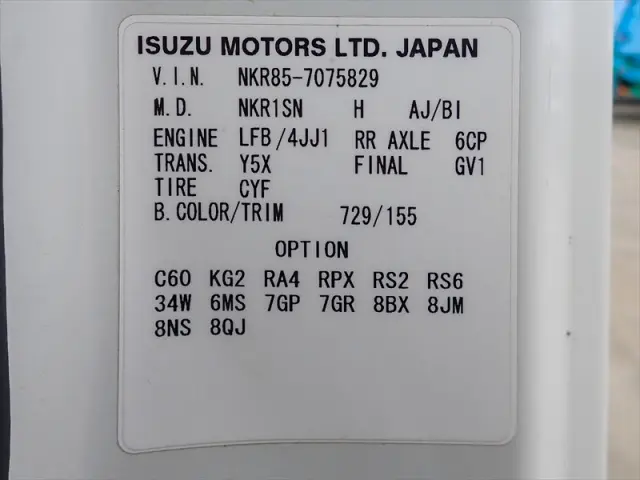 ISUZU MOTORS LTD. JAPAN
V.I.N. NKR85-7075829
M.D. NKR1SN H AJ/BI
ENGINE LFB/4JJ1 RR AXLE 6CP
TRANS. Y5X FINAL GV1
TIRE CYF
B.COLOR/TRIM 729/155
OPTION
C60 KG2 RA4 RPX RS2 RS6
34W 6MS 7GP 7GR 8BX 8JM
8NS 8QJ